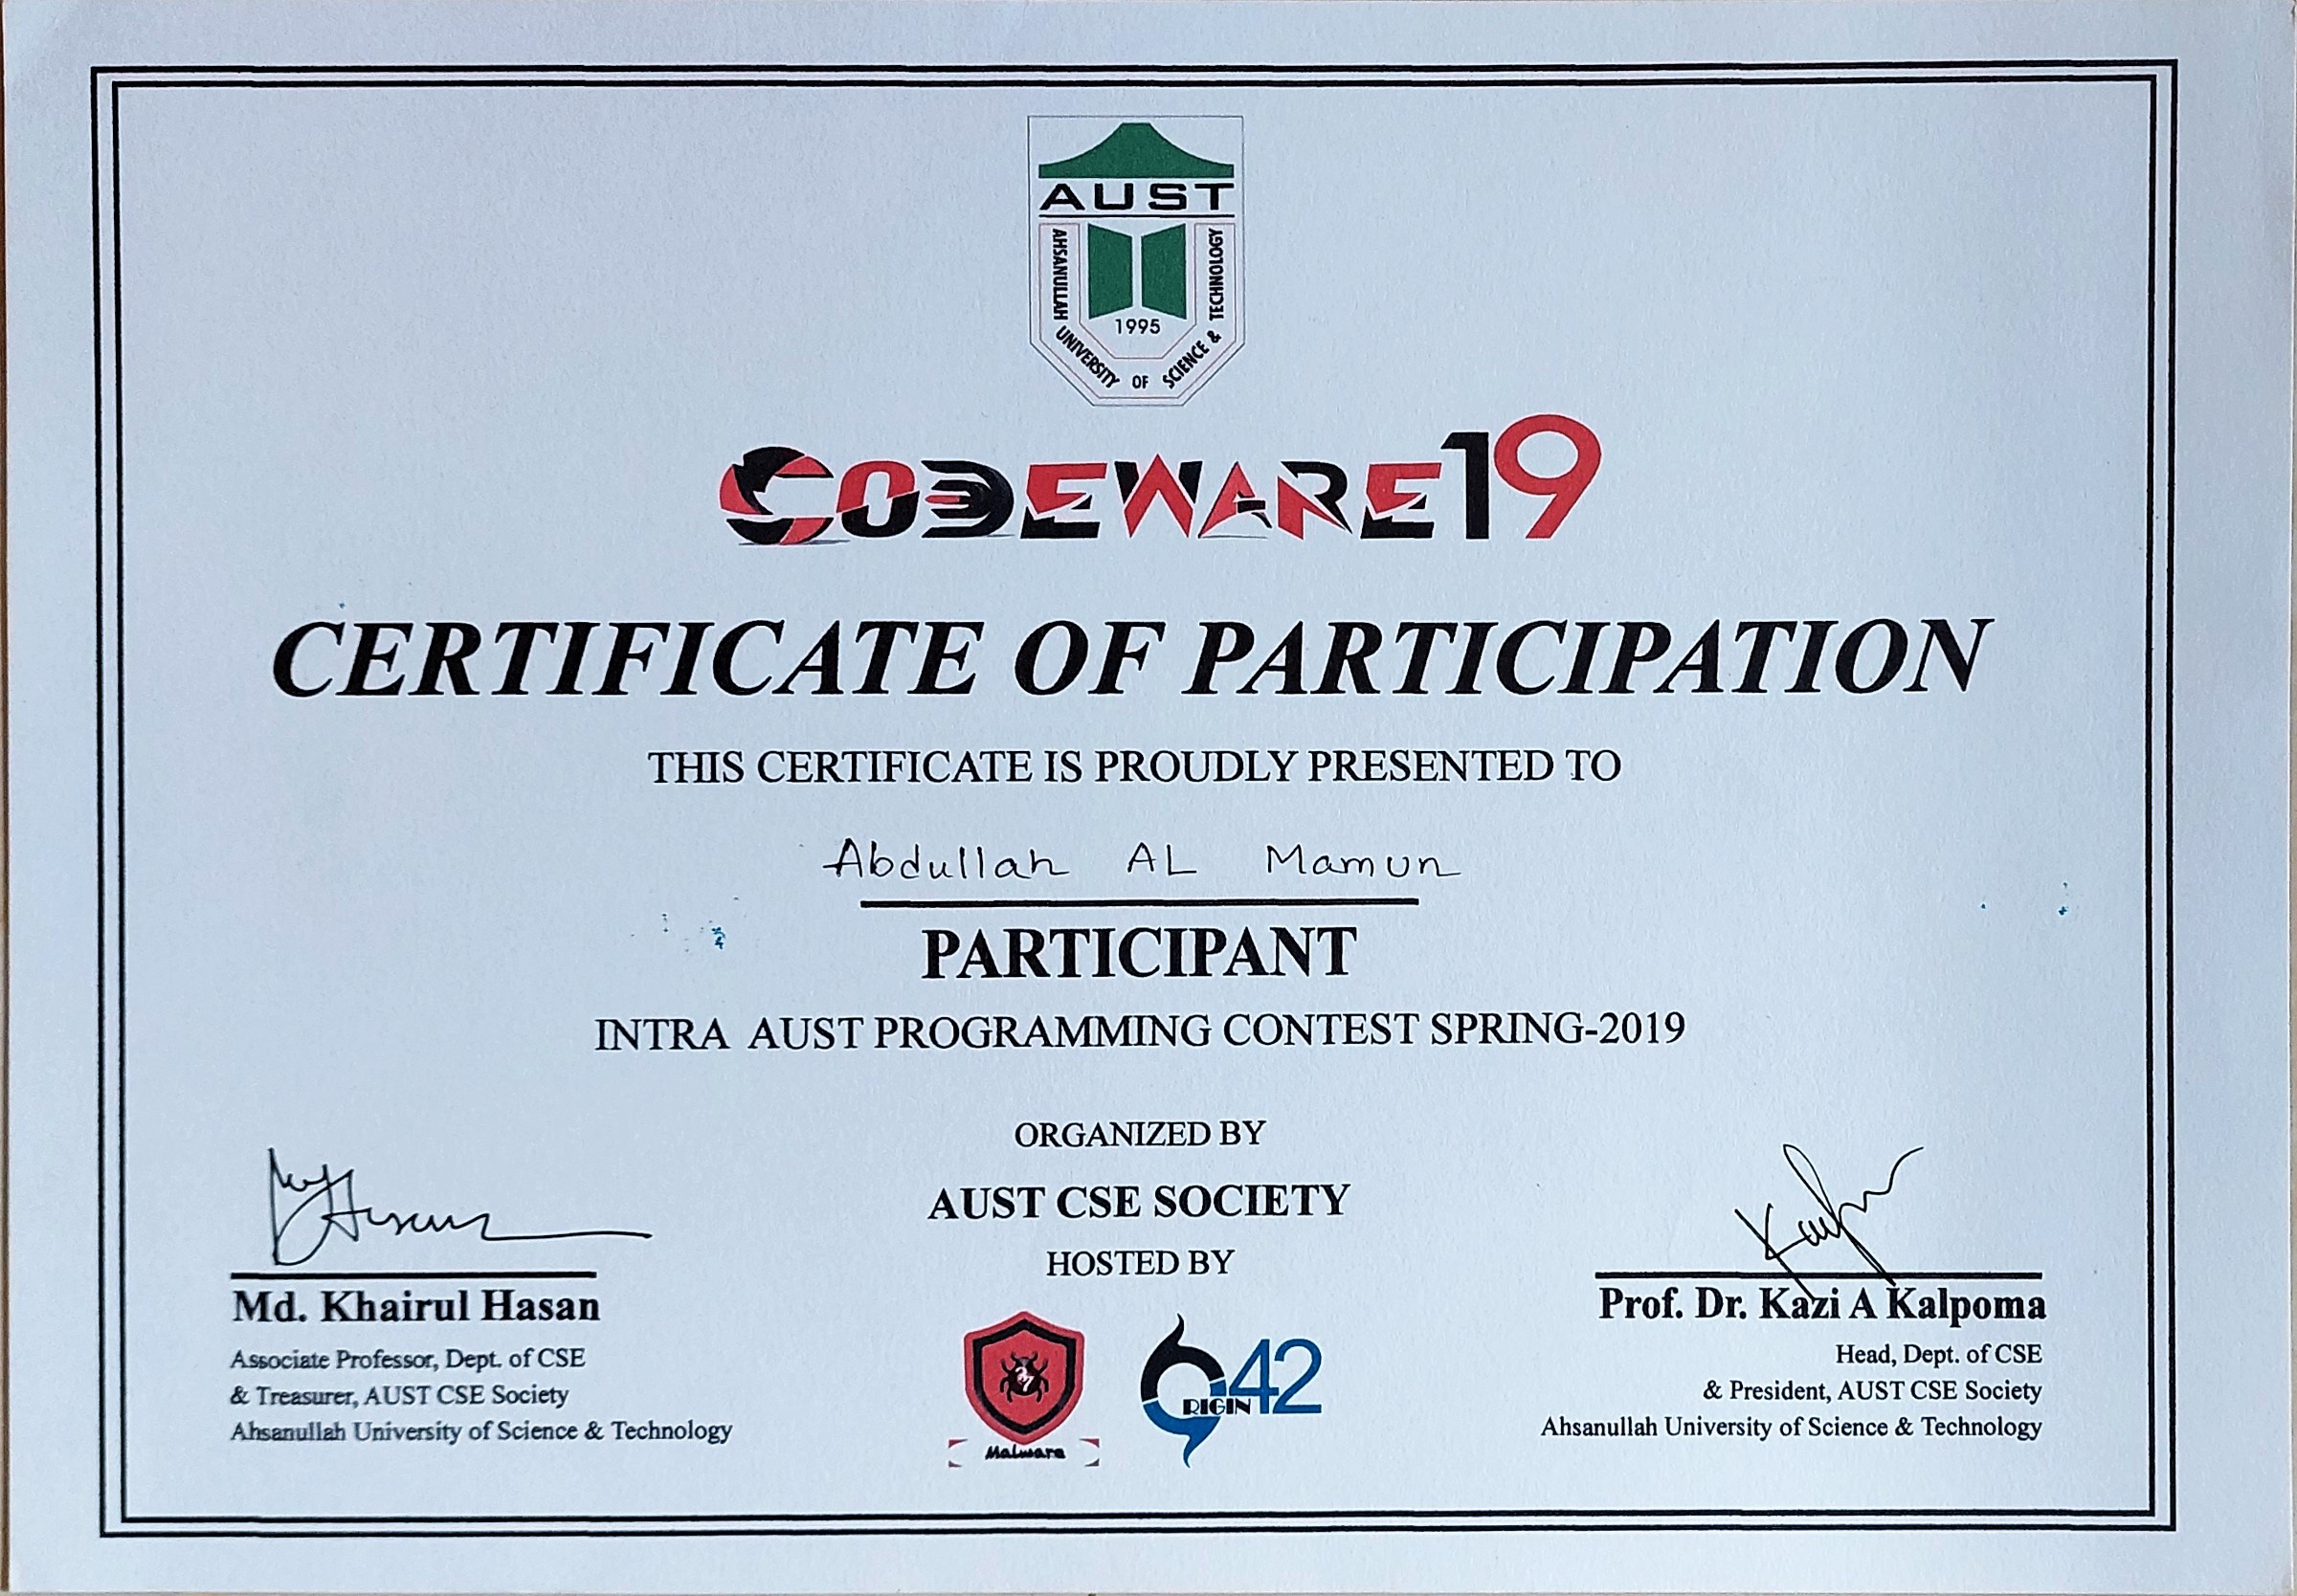 AUST
AHSANULLAH UNIVERSITY OF SCIENCE & TECHNOLOGY
1995
CODEWARE19
CERTIFICATE OF PARTICIPATION
THIS CERTIFICATE IS PROUDLY PRESENTED TO
Abdullah AL Mamun
PARTICIPANT
INTRA AUST PROGRAMMING CONTEST SPRING-2019
ORGANIZED BY
AUST CSE SOCIETY
HOSTED BY
Malware
ORIGIN 42
Md. Khairul Hasan
Associate Professor, Dept. of CSE
& Treasurer, AUST CSE Society
Ahsanullah University of Science & Technology
Prof. Dr. Kazi A Kalpoma
Head, Dept. of CSE
& President, AUST CSE Society
Ahsanullah University of Science & Technology